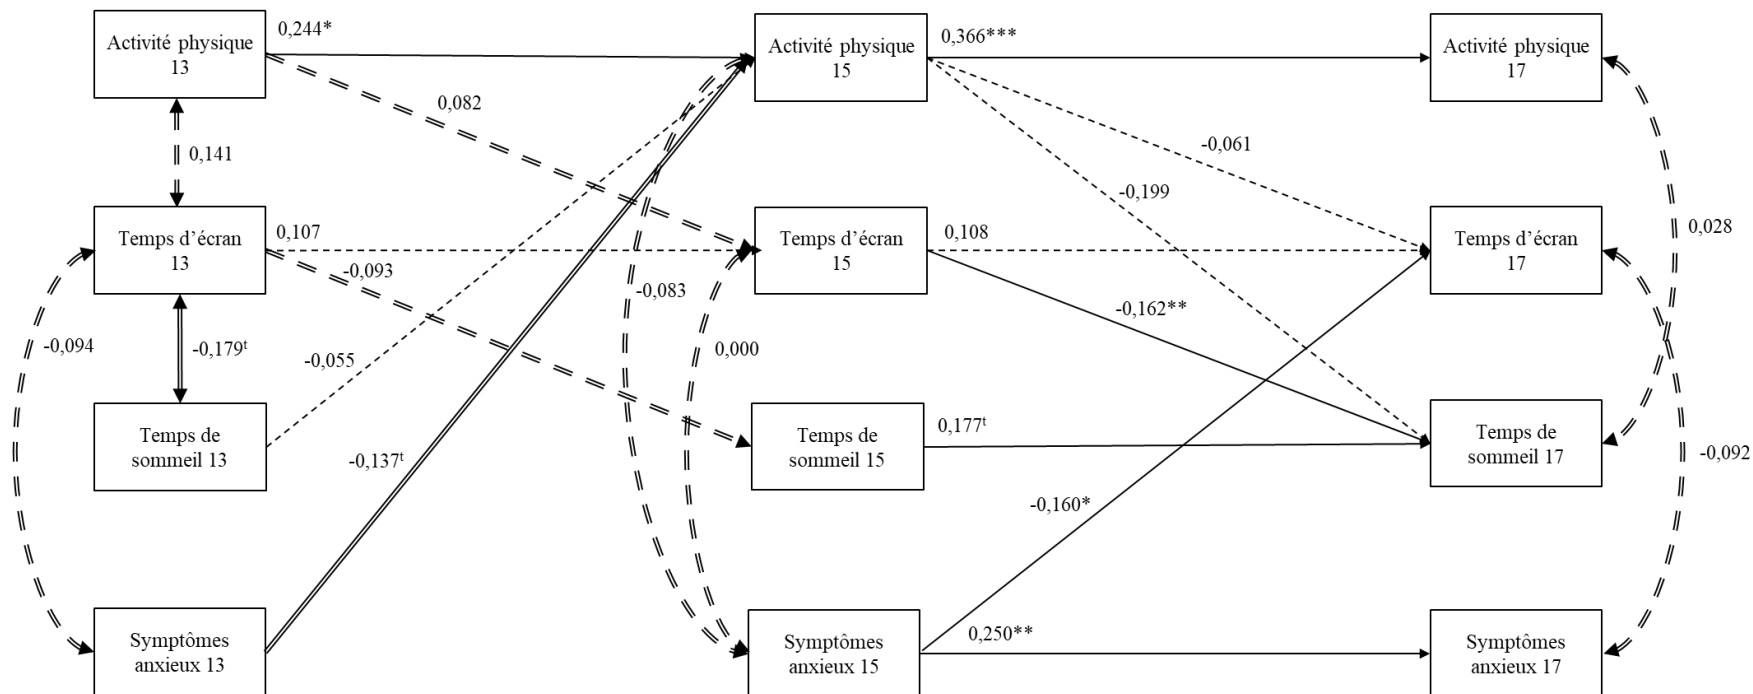 Activité physique
13
0,244*
Activité physique
15
0,366***
Activité physique
17
0,082
0,141
-0,061
-0,199
Temps d’écran
13
0,107
-0,093
Temps d’écran
15
0,108
Temps d’écran
17
0,028
-0,083
-0,162**
-0,094
-0,179ᵗ
-0,055
0,000
Temps de
sommeil 13
Temps de
sommeil 15
0,177ᵗ
Temps de
sommeil 17
-0,092
-0,137ᵗ
-0,160*
Symptômes
anxieux 13
Symptômes
anxieux 15
0,250**
Symptômes
anxieux 17